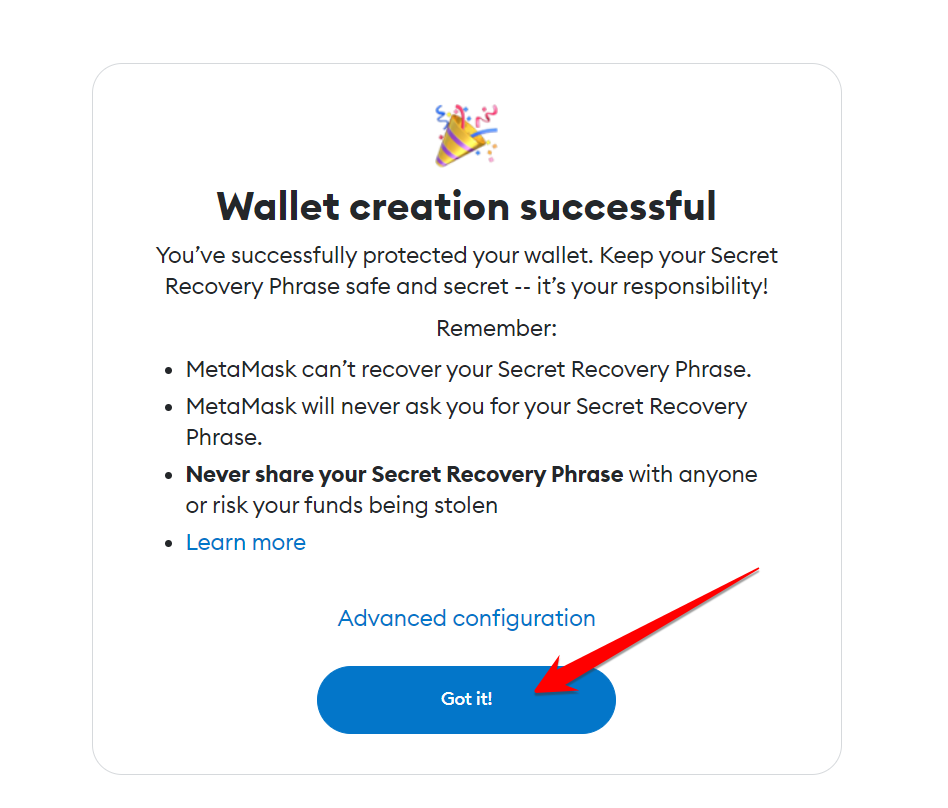 Wallet creation successful
You’ve successfully protected your wallet. Keep your Secret
Recovery Phrase safe and secret -- it’s your responsibility!
Remember:
• MetaMask can’t recover your Secret Recovery Phrase.
• MetaMask will never ask you for your Secret Recovery
Phrase.
• Never share your Secret Recovery Phrase with anyone
or risk your funds being stolen
• Learn more
Advanced configuration
Got it!